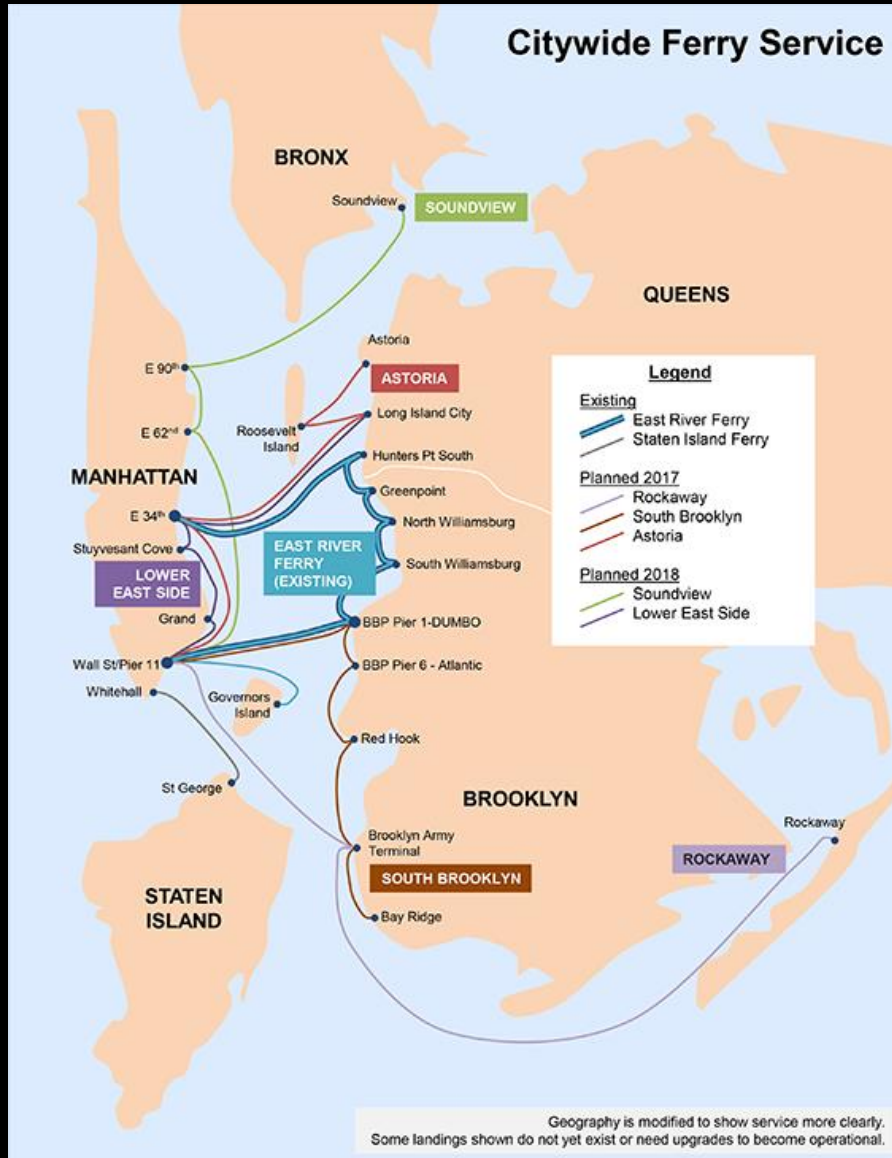 Citywide Ferry Service
BRONX
Soundview
SOUNDVIEW
QUEENS
Astoria
E 90th
ASTORIA
Long Island City
E 62nd
Roosevelt
Island
Hunters Pt South
MANHATTAN
Greenpoint
E 34th
North Williamsburg
Stuyvesant Cove
EAST RIVER
FERRY
(EXISTING)
South Williamsburg
LOWER
EAST SIDE
Grand
BBP Pier 1-DUMBO
Wall St/Pier 11
BBP Pier 6 - Atlantic
Whitehall
Governors
Island
Red Hook
St George
BROOKLYN
Brooklyn Army
Terminal
Rockaway
ROCKAWAY
SOUTH BROOKLYN
STATEN
ISLAND
Bay Ridge
Legend
Existing
East River Ferry
Staten Island Ferry
Planned 2017
Rockaway
South Brooklyn
Astoria
Planned 2018
Soundview
Lower East Side
Geography is modified to show service more clearly.
Some landings shown do not yet exist or need upgrades to become operational.